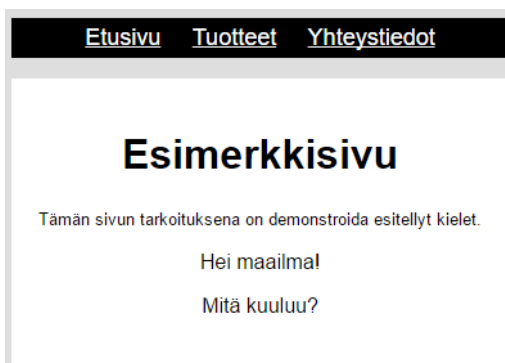 Etusivu Tuotteet Yhteystiedot
Esimerkkisivu
Tämän sivun tarkoituksena on demonstroida esitellyt kielet.
Hei maailma!
Mitä kuuluu?